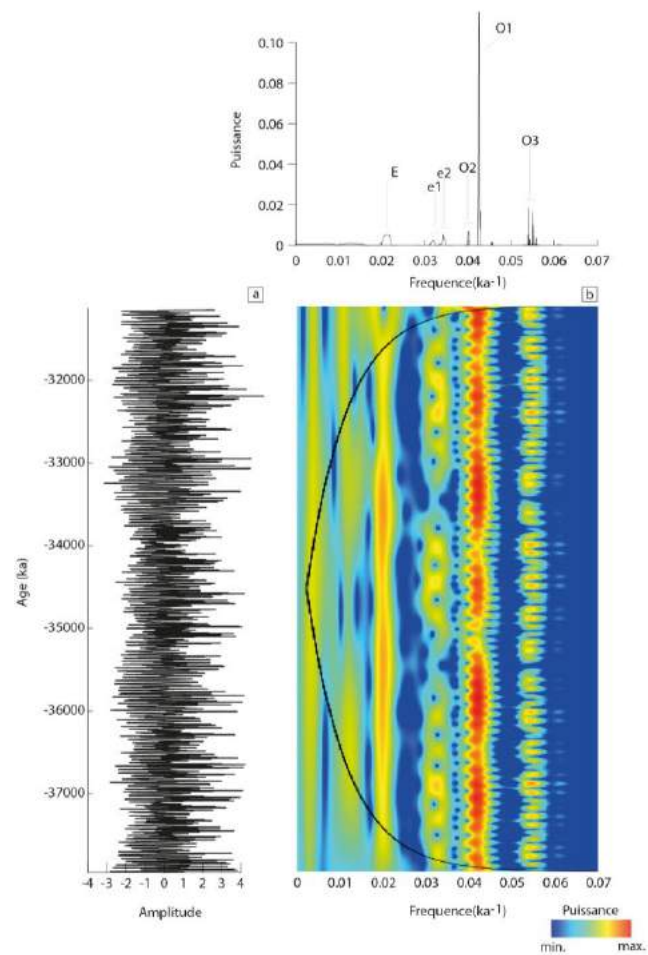 O1
0.10
0.08
O3
0.06
Puissance
E
e1
e2
O2
0.04
0.02
0
0 0.01 0.02 0.03 0.04 0.05 0.06 0.07
Frequence(ka-1)
a
b
-32000
-33000
-34000
Age (ka)
-35000
-36000
-37000
-4 -3 -2 -1 0 1 2 3 4
Amplitude
0 0.01 0.02 0.03 0.04 0.05 0.06 0.07
Frequence(ka-1)
Puissance
min. max.